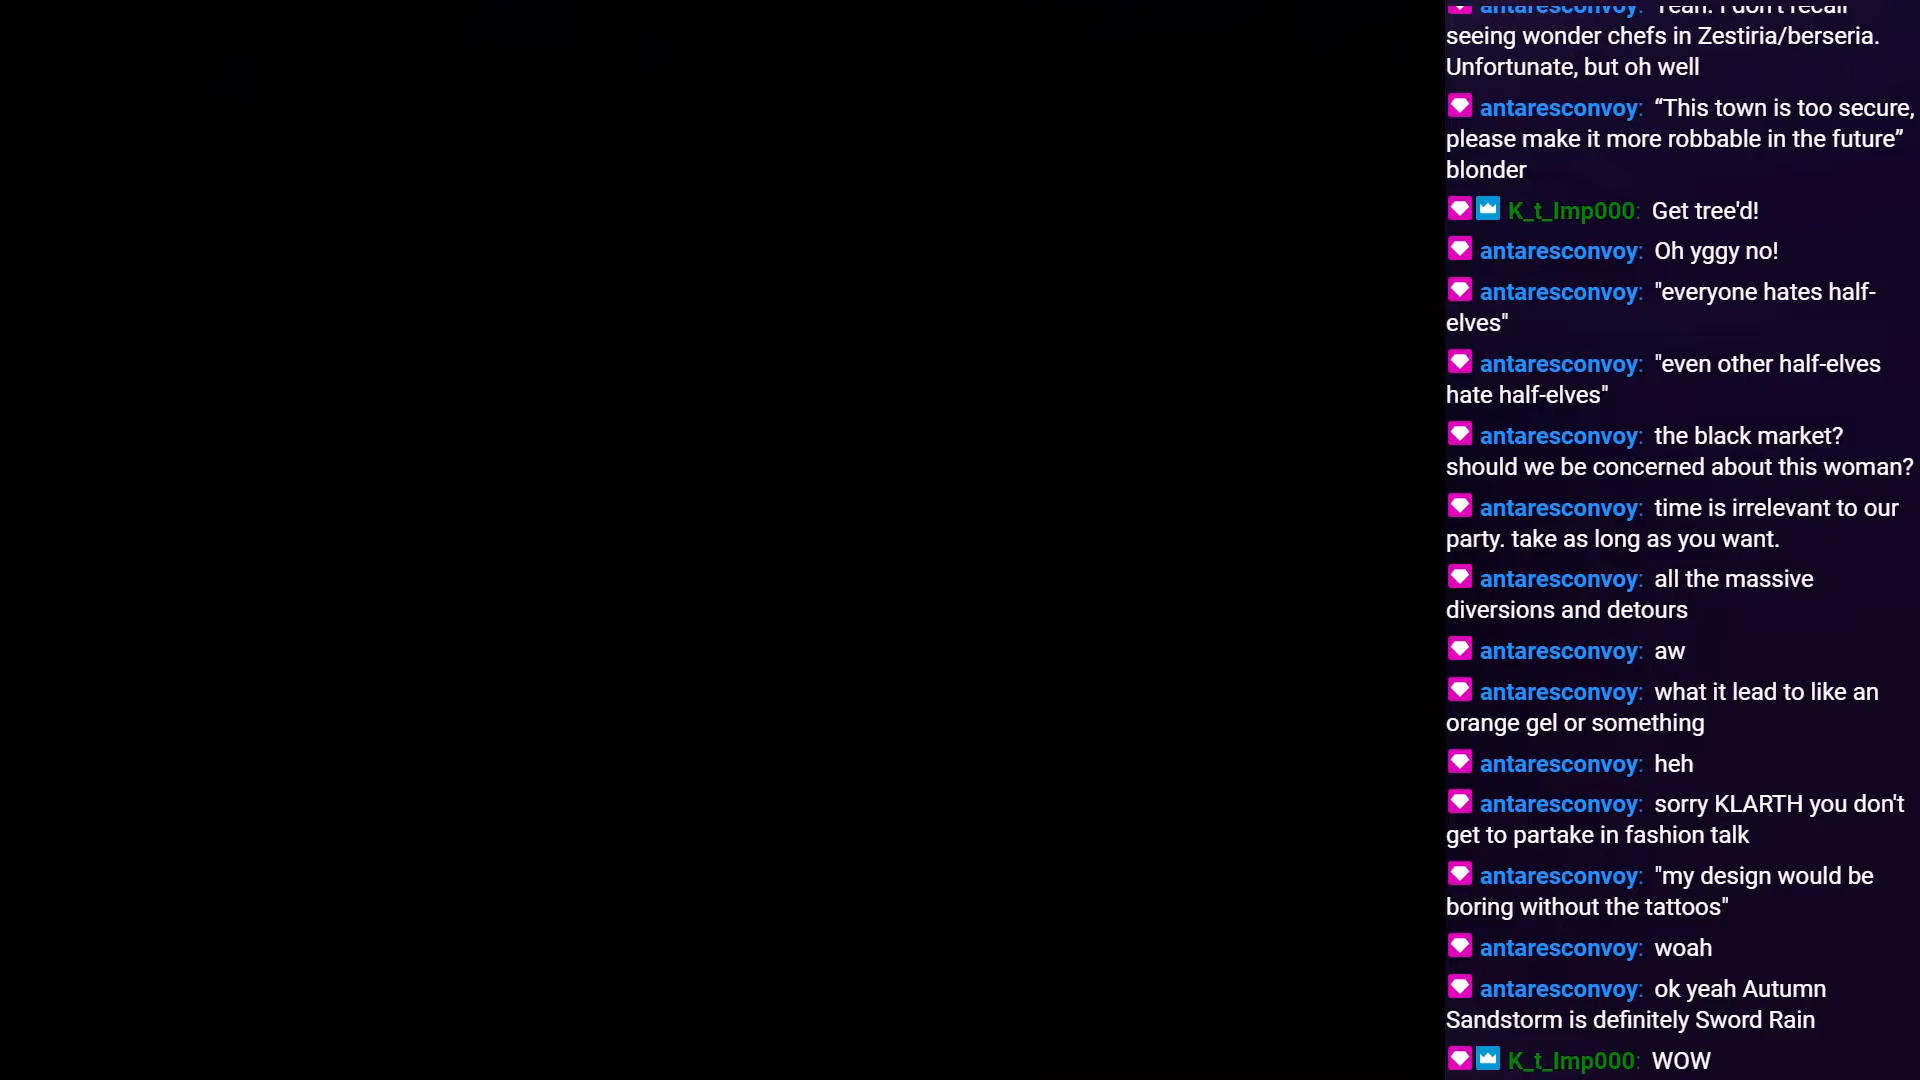 antaresconvoy: Yeah. I don't recall
seeing wonder chefs in Zestiria/berseria.
Unfortunate, but oh well
antaresconvoy: “This town is too secure,
please make it more robbable in the future”
blonder
K_t_Imp000: Get tree'd!
antaresconvoy: Oh yggy no!
antaresconvoy: "everyone hates half-
elves"
antaresconvoy: "even other half-elves
hate half-elves"
antaresconvoy: the black market?
should we be concerned about this woman?
antaresconvoy: time is irrelevant to our
party. take as long as you want.
antaresconvoy: all the massive
diversions and detours
antaresconvoy: aw
antaresconvoy: what it lead to like an
orange gel or something
antaresconvoy: heh
antaresconvoy: sorry KLARTH you don't
get to partake in fashion talk
antaresconvoy: "my design would be
boring without the tattoos"
antaresconvoy: woah
antaresconvoy: ok yeah Autumn
Sandstorm is definitely Sword Rain
K_t_Imp000: WOW